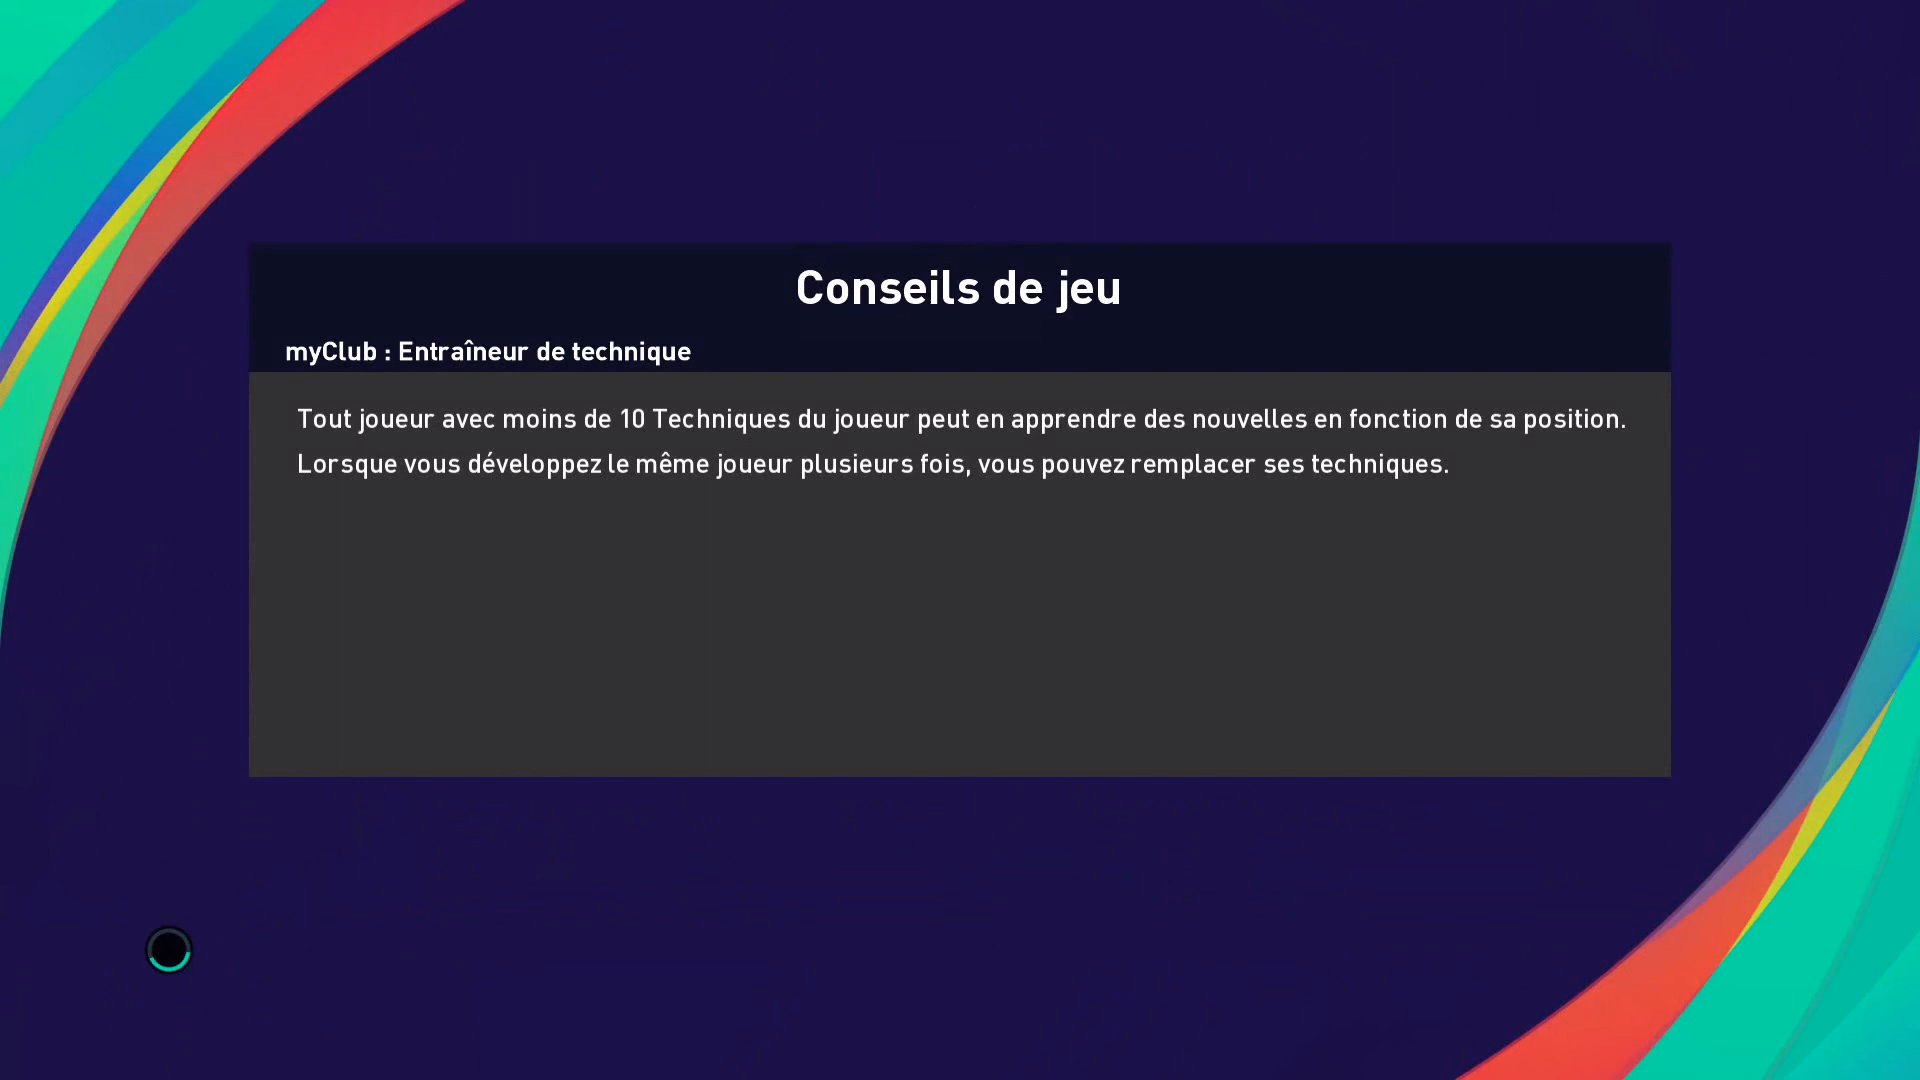 Conseils de jeu
myClub : Entraîneur de technique
Tout joueur avec moins de 10 Techniques du joueur peut en apprendre des nouvelles en fonction de sa position.
Lorsque vous développez le même joueur plusieurs fois, vous pouvez remplacer ses techniques.